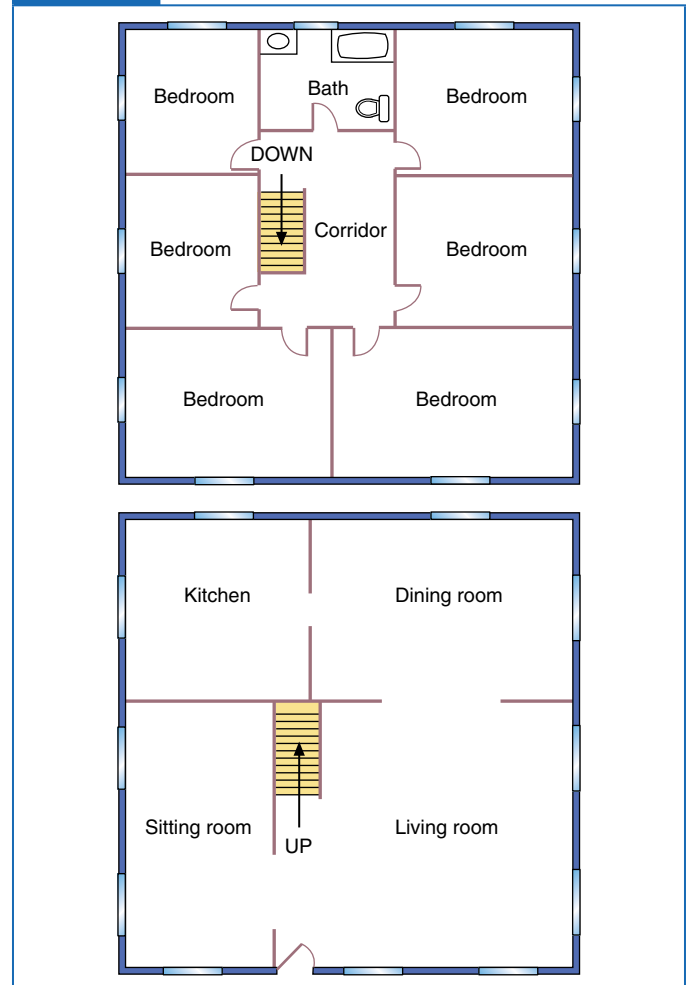 Bedroom
Bath
Bedroom
DOWN
Bedroom
Corridor
Bedroom
Bedroom
Bedroom
Kitchen
Dining room
Sitting room
UP
Living room